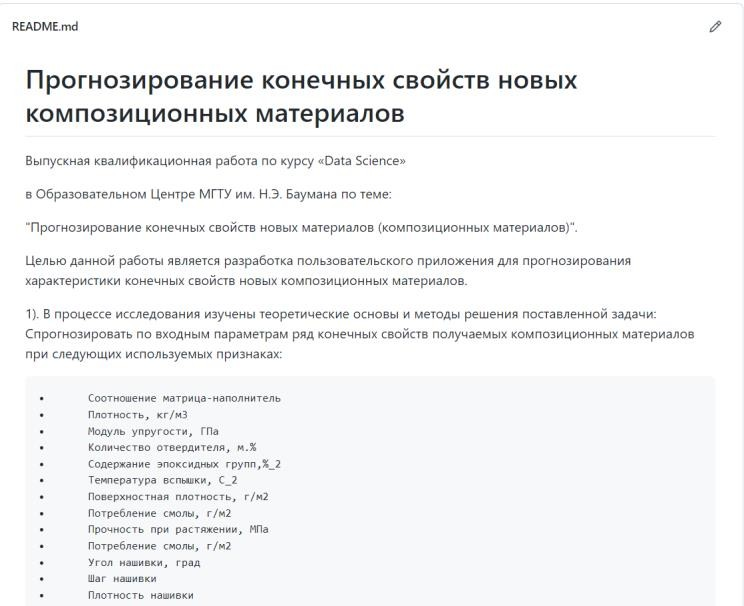 README.md
Прогнозирование конечных свойств новых
композиционных материалов
Выпускная квалификационная работа по курсу «Data Science»
в Образовательном Центре МГТУ им. Н.Э. Баумана по теме:
"Прогнозирование конечных свойств новых материалов (композиционных материалов)".
Целью данной работы является разработка пользовательского приложения для прогнозирования
характеристики конечных свойств новых композиционных материалов.
1). В процессе исследования изучены теоретические основы и методы решения поставленной задачи:
Спрогнозировать по входным параметрам ряд конечных свойств получаемых композиционных материалов
при следующих используемых признаках:
• Соотношение матрица-наполнитель
• Плотность, кг/м3
• Модуль упругости, ГПа
• Количество отвердителя, м.%
• Содержание эпоксидных групп,%_2
• Температура вспышки, С_2
• Поверхностная плотность, г/м2
• Потребление смолы, г/м2
• Прочность при растяжении, МПа
• Потребление смолы, г/м2
• Угол нашивки, град
• Шаг нашивки
• Плотность нашивки